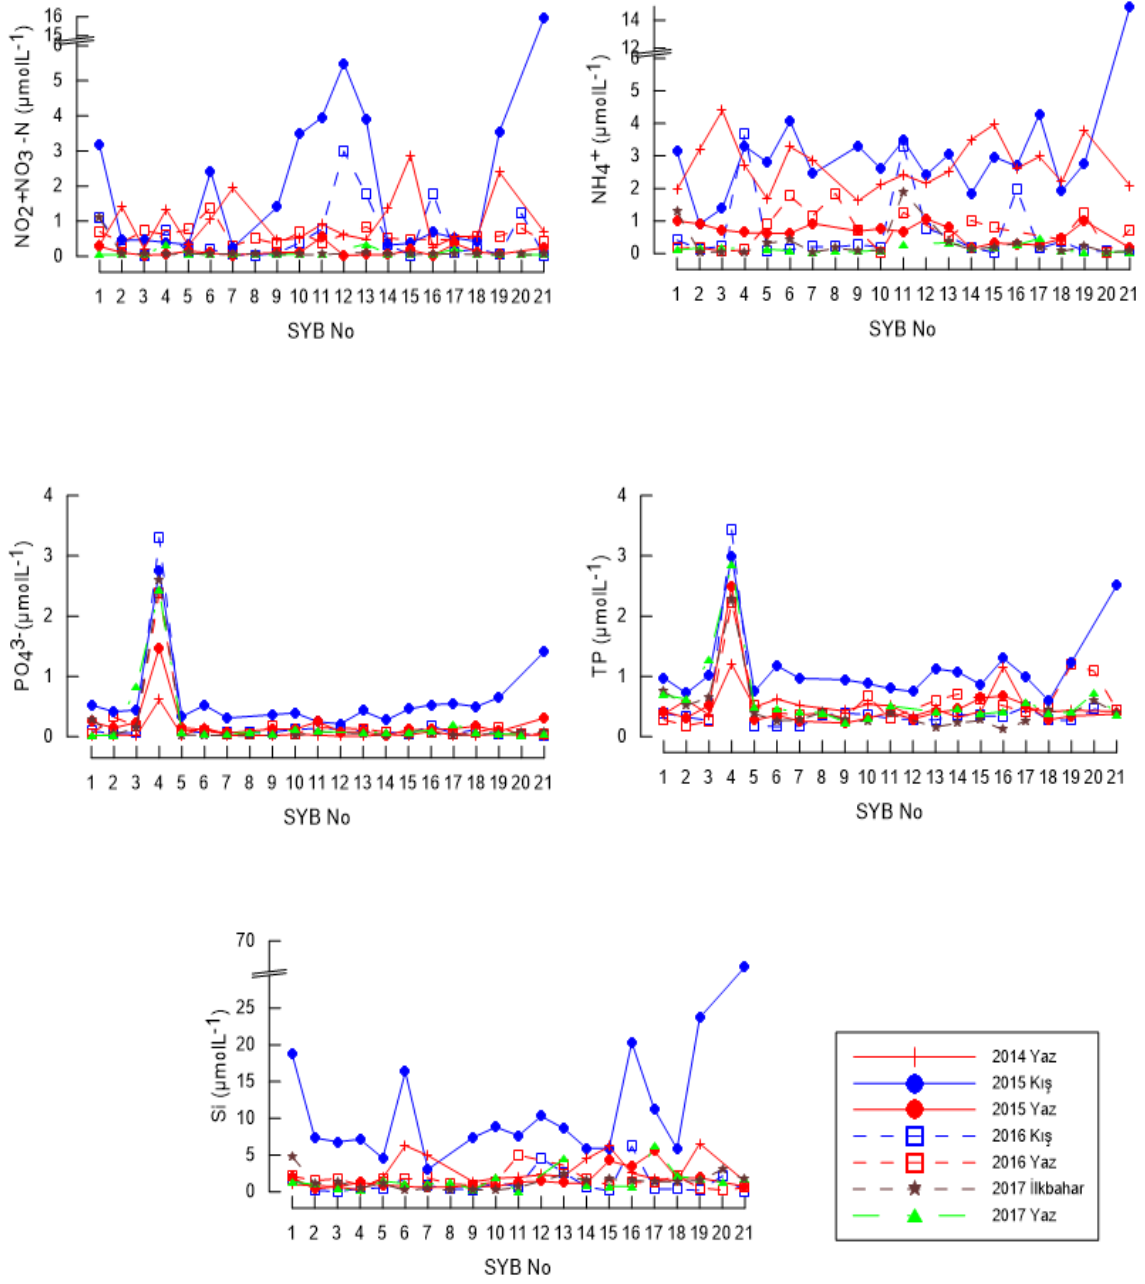 NO2+NO3 -N (µmolL-1)
16
15
6
5
4
3
2
1
0
1 2 3 4 5 6 7 8 9 10 11 12 13 14 15 16 17 18 19 20 21
SYB No
NH4+ (µmolL-1)
14
12
6
5
4
3
2
1
0
1 2 3 4 5 6 7 8 9 10 11 12 13 14 15 16 17 18 19 20 21
SYB No
PO43-(µmolL-1)
4
3
2
1
0
1 2 3 4 5 6 7 8 9 10 11 12 13 14 15 16 17 18 19 20 21
SYB No
TP (µmolL-1)
4
3
2
1
0
1 2 3 4 5 6 7 8 9 10 11 12 13 14 15 16 17 18 19 20 21
SYB No
Si (µmolL-1)
70
25
20
15
10
5
0
1 2 3 4 5 6 7 8 9 10 11 12 13 14 15 16 17 18 19 20 21
SYB No
2014 Yaz
2015 Kış
2015 Yaz
2016 Kış
2016 Yaz
2017 İlkbahar
2017 Yaz